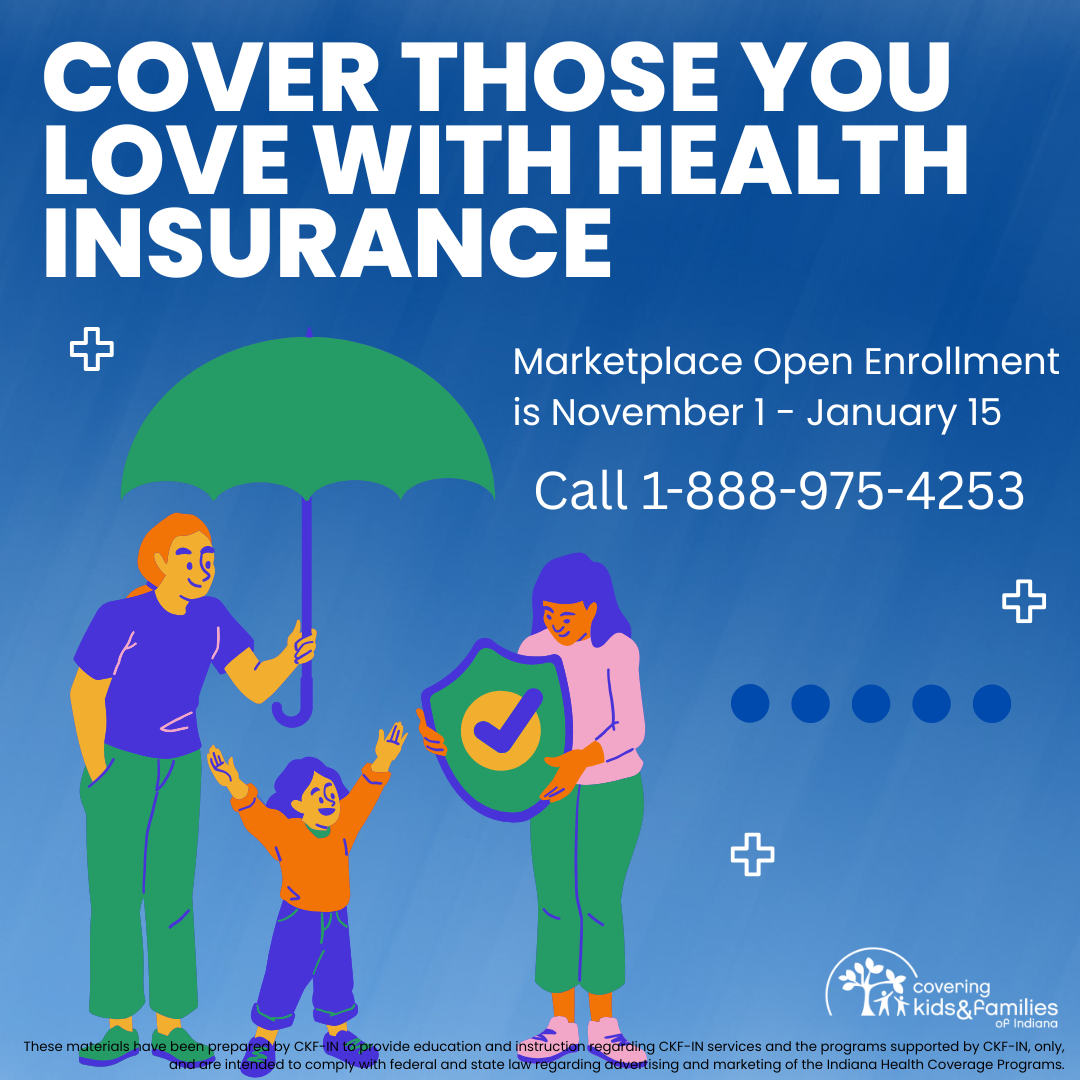 COVER THOSE YOU
LOVE WITH HEALTH
INSURANCE
Marketplace Open Enrollment
is November 1 - January 15
Call 1-888-975-4253
covering
kids&Families
oF Indiana
These materials have been prepared by CKF-IN to provide education and instruction regarding CKF-IN services and the programs supported by CKF-IN, only,
and are intended to comply with federal and state law regarding advertising and marketing of the Indiana Health Coverage Programs.